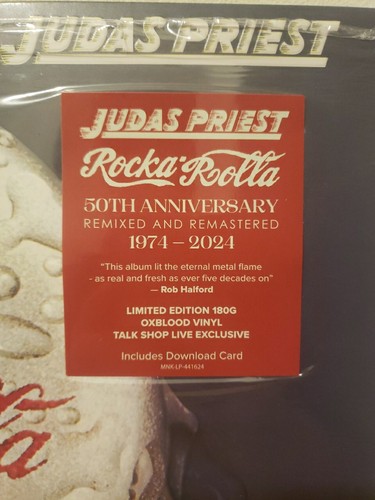 JUDAS PRIEST
JUDAS PRIEST
Rocka Rolla
50TH ANNIVERSARY
REMIXED AND REMASTERED
1974 – 2024
"This album lit the eternal metal flame
- as real and fresh as ever five decades on"
— Rob Halford
LIMITED EDITION 180G
OXBLOOD VINYL
TALK SHOP LIVE EXCLUSIVE
Includes Download Card
MNK-LP-441624